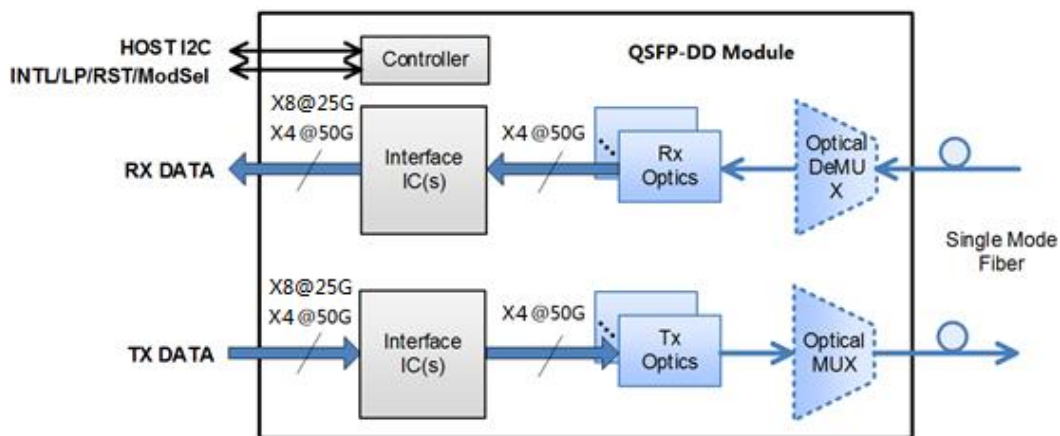 QSFP-DD Module
HOST I2C
INTL/LP/RST/ModSel
Controller
X8@25G
X4 @50G
X4 @50G
RX DATA
Interface
IC(s)
Rx
Optics
Optical
DeMU
X
Single Mode
Fiber
X8@25G
X4 @50G
X4 @50G
TX DATA
Interface
IC(s)
Tx
Optics
Optical
MUX